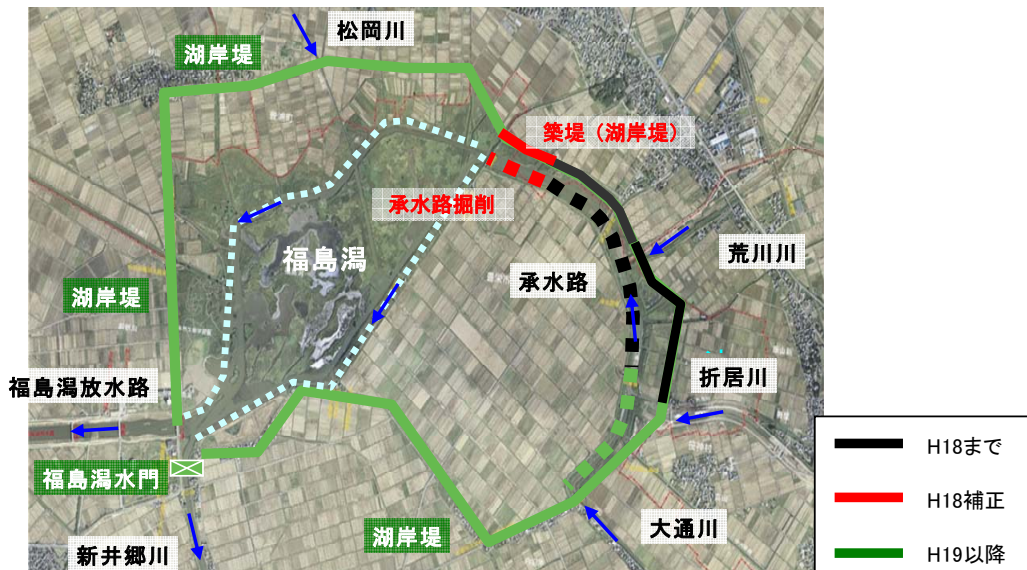 松岡川
湖岸堤
築堤（湖岸堤）
承水路掘削
荒川川
福島潟
承水路
湖岸堤
折居川
福島潟放水路
福島潟水門
大通川
湖岸堤
新井郷川
H18まで
H18補正
H19以降